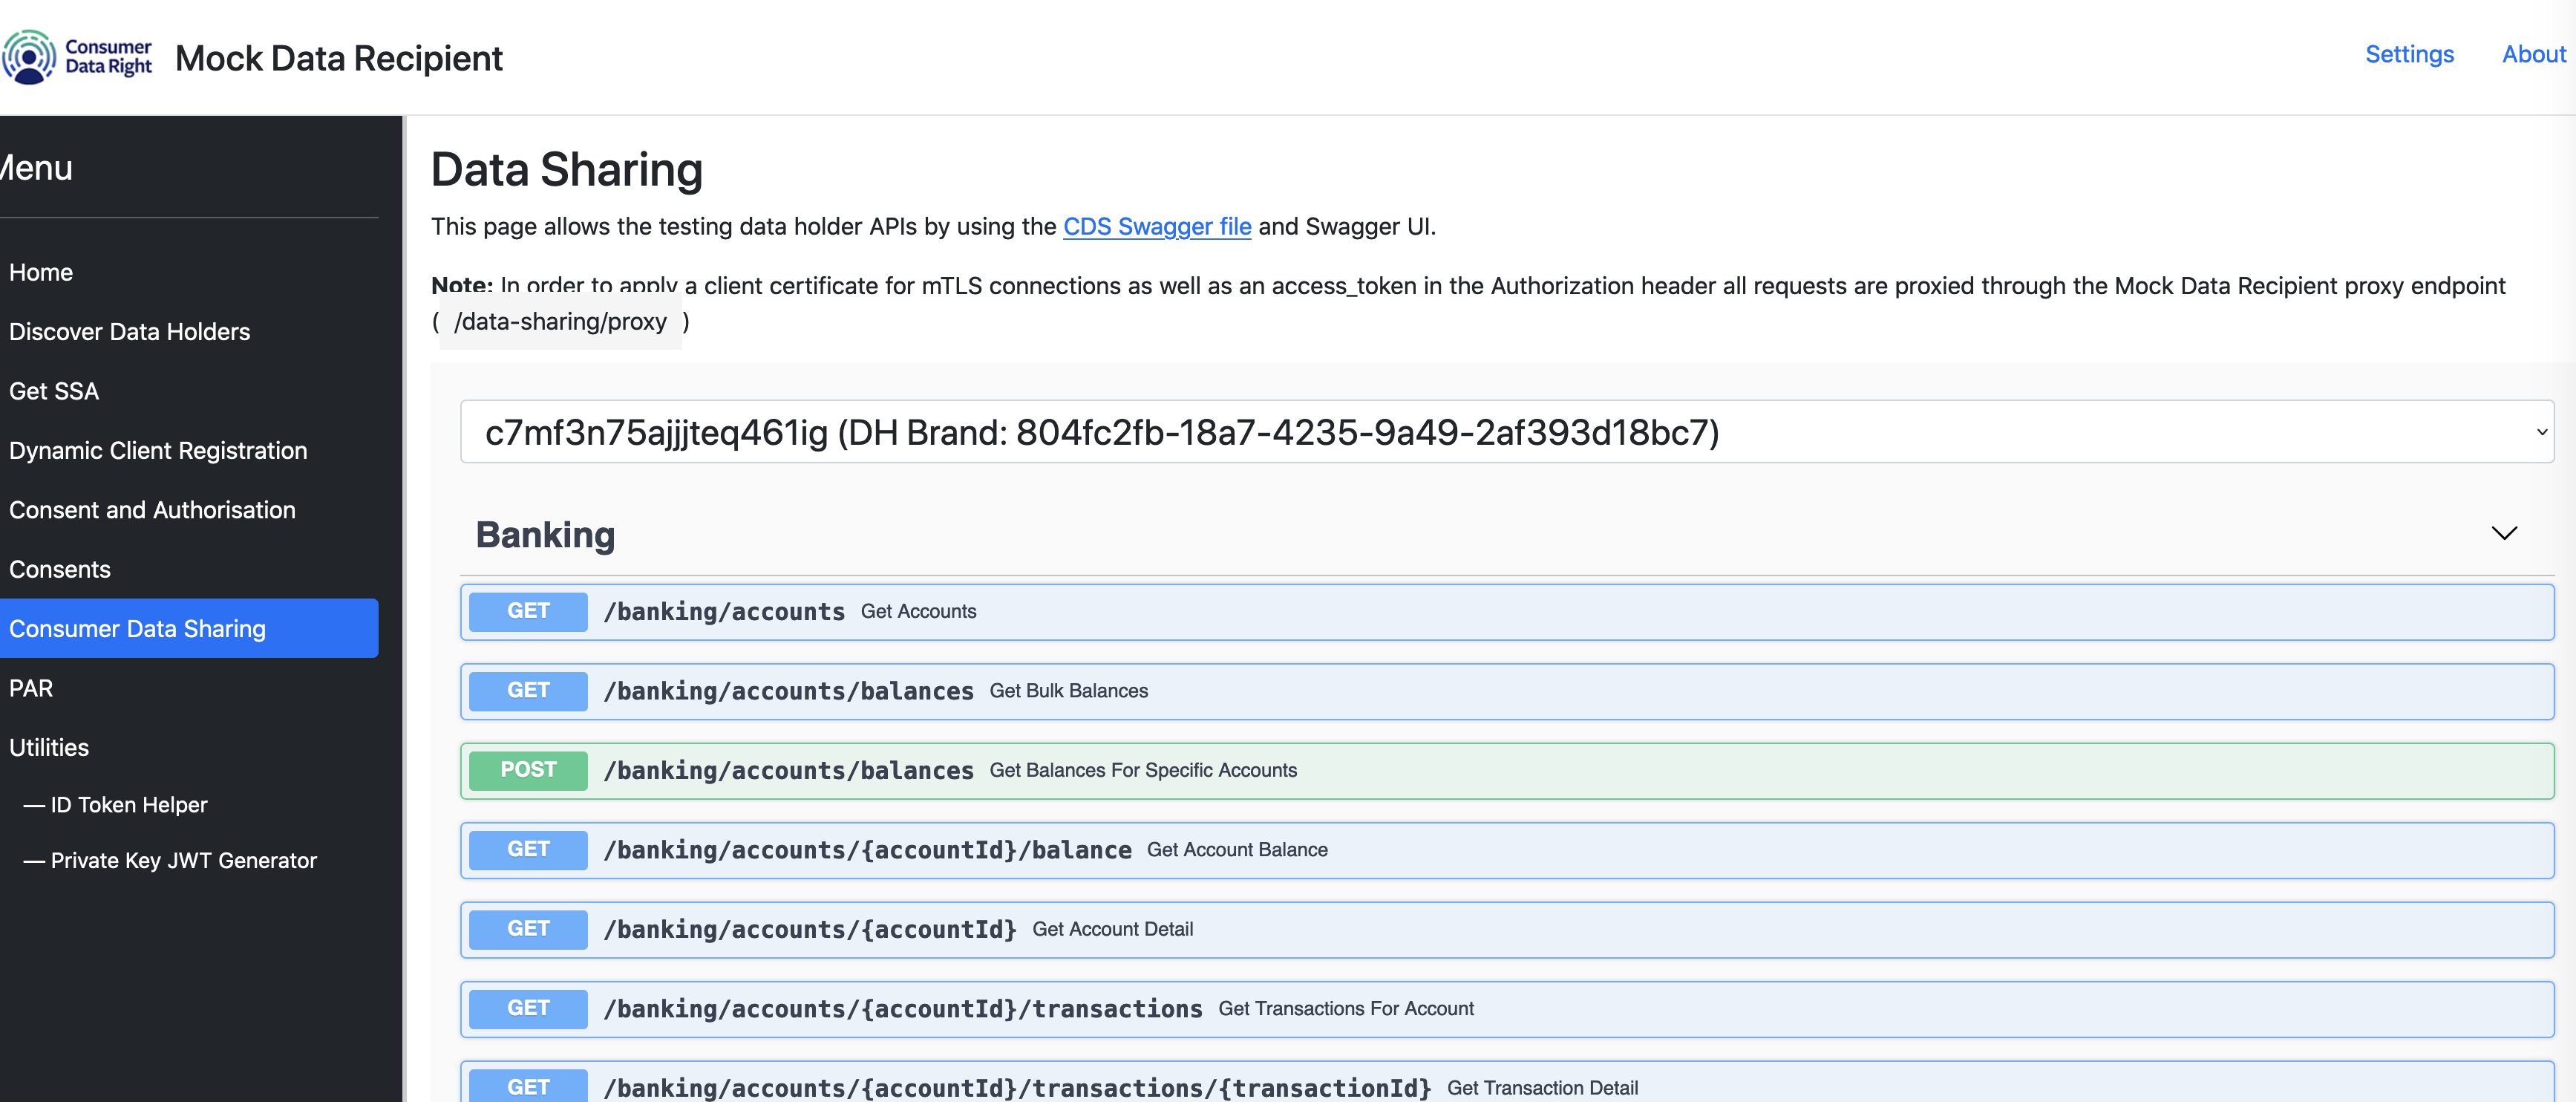 Consumer
Data Right
Mock Data Recipient
Settings
About
Menu
Home
Discover Data Holders
Get SSA
Dynamic Client Registration
Consent and Authorisation
Consents
Consumer Data Sharing
PAR
Utilities
— ID Token Helper
— Private Key JWT Generator
Data Sharing
This page allows the testing data holder APIs by using the CDS Swagger file and Swagger UI.
Note: In order to apply a client certificate for mTLS connections as well as an access_token in the Authorization header all requests are proxied through the Mock Data Recipient proxy endpoint
( /data-sharing/proxy )
c7mf3n75ajjjteq461ig (DH Brand: 804fc2fb-18a7-4235-9a49-2af393d18bc7)
Banking
GET /banking/accounts Get Accounts
GET /banking/accounts/balances Get Bulk Balances
POST /banking/accounts/balances Get Balances For Specific Accounts
GET /banking/accounts/{accountId}/balance Get Account Balance
GET /banking/accounts/{accountId} Get Account Detail
GET /banking/accounts/{accountId}/transactions Get Transactions For Account
GET /banking/accounts/{accountId}/transactions/{transactionId} Get Transaction Detail